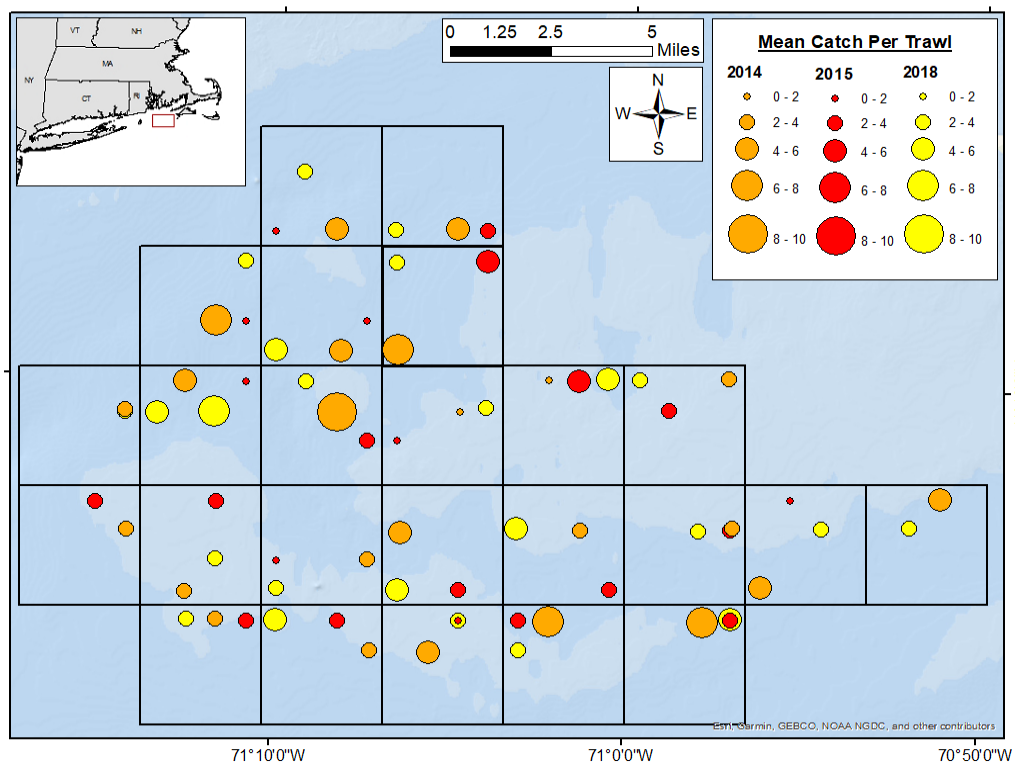 VT
NH
NY
MA
CT
RI
0 1.25 2.5 5
Miles
N
W E
S
Mean Catch Per Trawl
2014 2015 2018
0 - 2 0 - 2 0 - 2
2 - 4 2 - 4 2 - 4
4 - 6 4 - 6 4 - 6
6 - 8 6 - 8 6 - 8
8 - 10 8 - 10 8 - 10
Esri, Garmin, GEBCO, NOAA NGDC, and other contributors
71°10'0"W 71°0'0"W 70°50'0"W